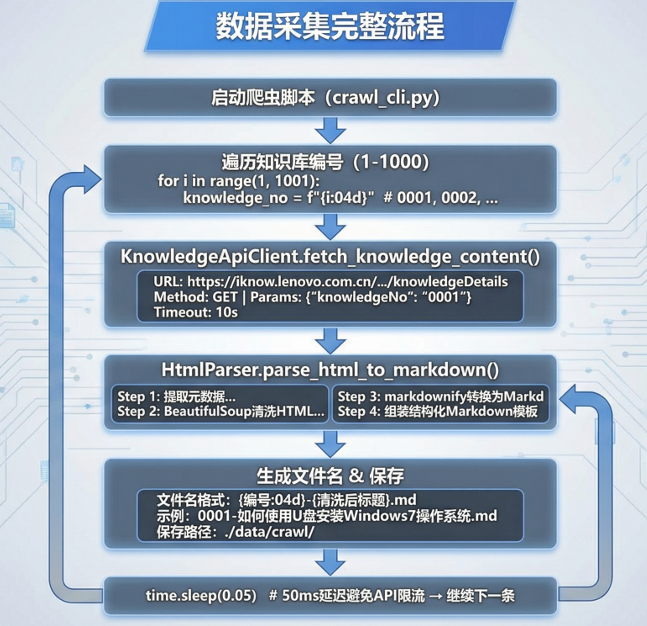 数据采集完整流程
启动爬虫脚本（crawl_cli.py）
遍历知识库编号（1-1000）
for i in range(1, 1001):
knowledge_no = f"{i:04d}"  # 0001, 0002, ...
KnowledgeApiClient.fetch_knowledge_content()
URL: https://iknow.lenovo.com.cn/.../knowledgeDetails
Method: GET | Params: {"knowledgeNo": "0001"}
Timeout: 10s
HtmlParser.parse_html_to_markdown()
Step 1: 提取元数据...
Step 2: BeautifulSoup清洗HTML...
Step 3: markdownify转换为Markd
Step 4: 组装结构化Markdown模板
生成文件名 & 保存
文件名格式：{编号:04d}-{清洗后标题}.md
示例：0001-如何使用U盘安装Windows7操作系统.md
保存路径：./data/crawl/
time.sleep(0.05)  # 50ms延迟避免API限流 → 继续下一条